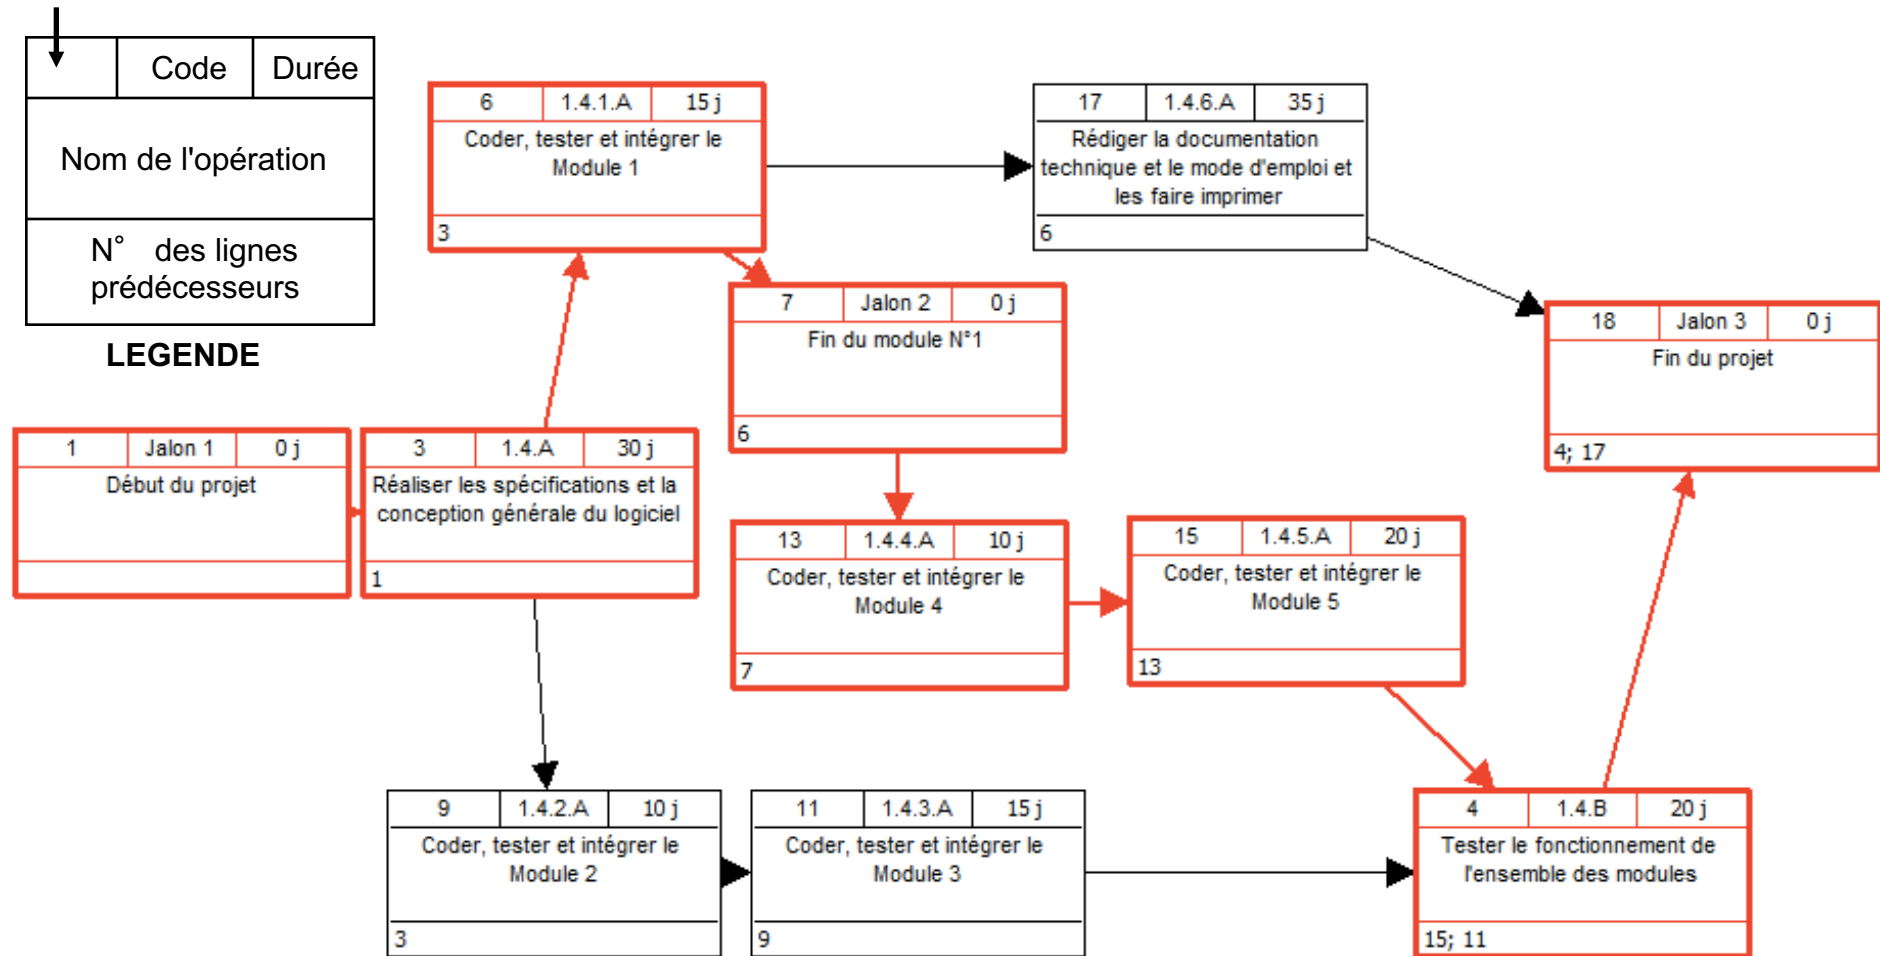 Code Durée
Nom de l'opération
N° des lignes
prédécesseurs
LEGENDE
6 1.4.1.A 15 j
Coder, tester et intégrer le
Module 1
3
17 1.4.6.A 35 j
Rédiger la documentation
technique et le mode d'emploi et
les faire imprimer
6
7 Jalon 2 0 j
Fin du module N°1
6
18 Jalon 3 0 j
Fin du projet
4; 17
1 Jalon 1 0 j
Début du projet
3 1.4.A 30 j
Réaliser les spécifications et la
conception générale du logiciel
1
13 1.4.4.A 10 j
Coder, tester et intégrer le
Module 4
7
15 1.4.5.A 20 j
Coder, tester et intégrer le
Module 5
13
9 1.4.2.A 10 j
Coder, tester et intégrer le
Module 2
3
11 1.4.3.A 15 j
Coder, tester et intégrer le
Module 3
9
4 1.4.B 20 j
Tester le fonctionnement de
l'ensemble des modules
15; 11